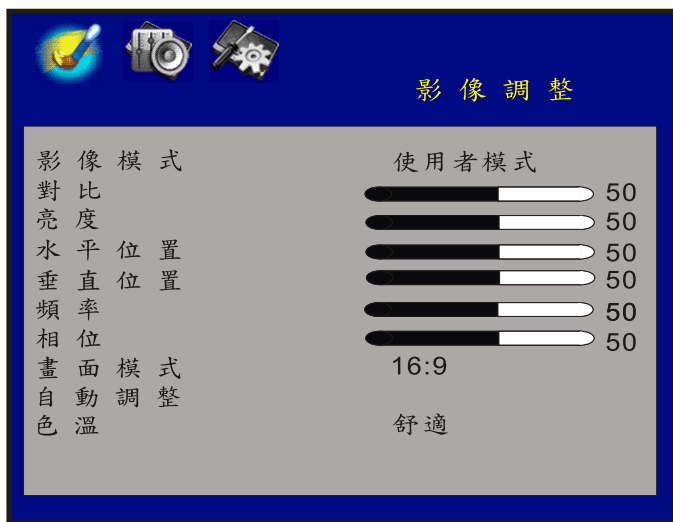 影像調整
影像模式 使用者模式
對比 50
亮度 50
水平位置 50
垂直位置 50
頻率 50
相位 50
畫面模式 16:9
自動調整
色溫 舒適